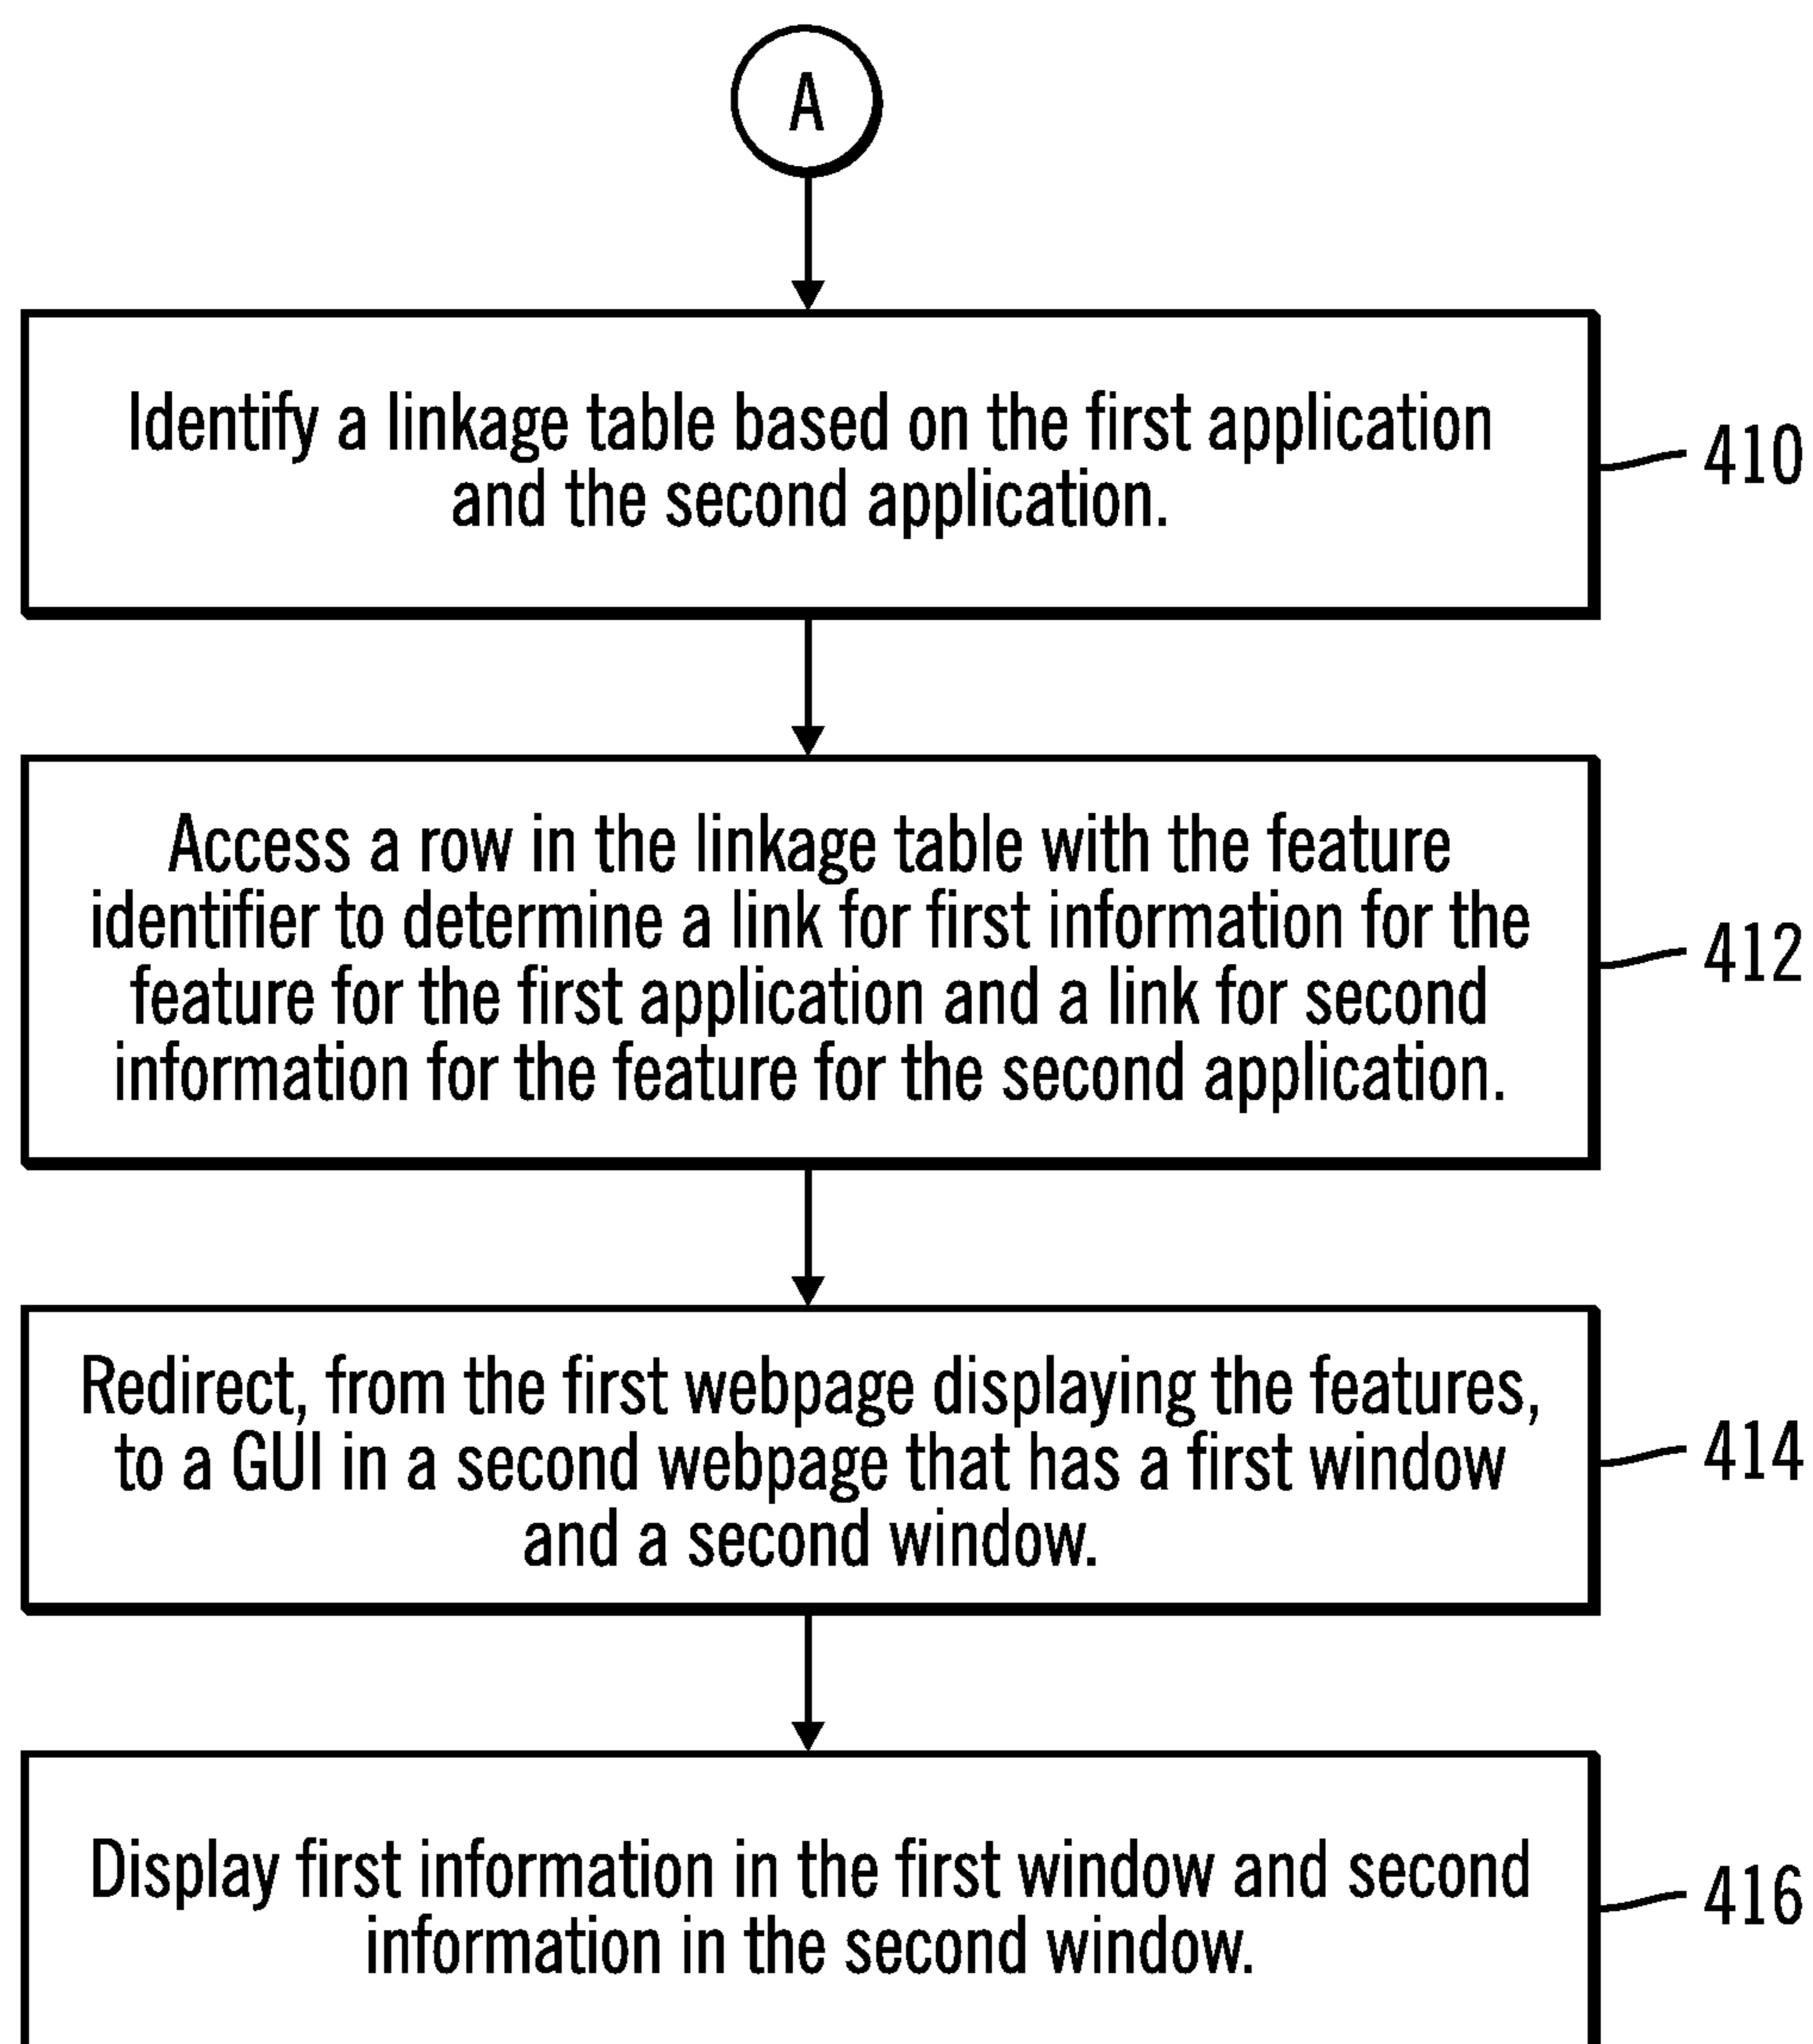 A
Identify a linkage table based on the first application
and the second application.
410
Access a row in the linkage table with the feature
identifier to determine a link for first information for the
feature for the first application and a link for second
information for the feature for the second application.
412
Redirect, from the first webpage displaying the features,
to a GUI in a second webpage that has a first window
and a second window.
414
Display first information in the first window and second
information in the second window.
416